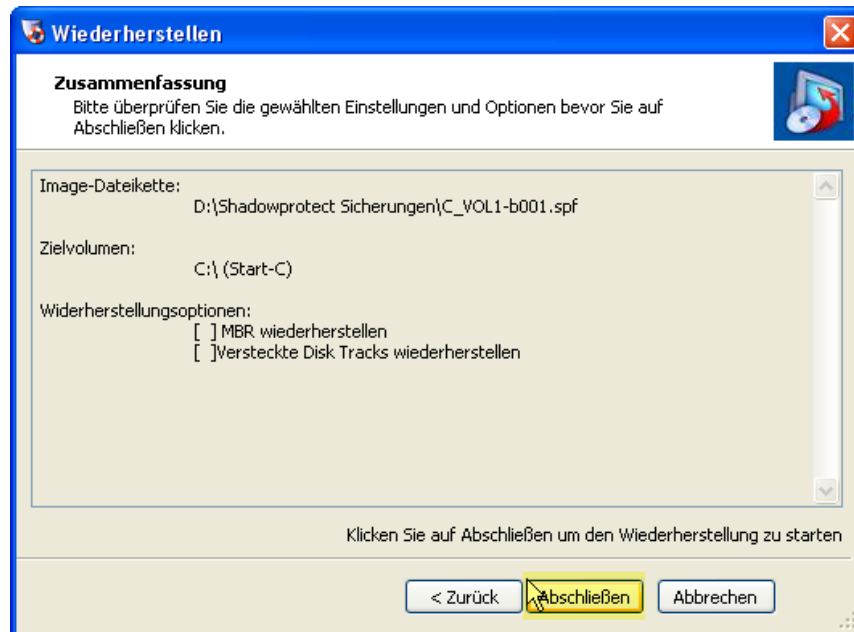 Wiederherstellen
Zusammenfassung
Bitte überprüfen Sie die gewählten Einstellungen und Optionen bevor Sie auf
Abschließen klicken.
Image-Dateikette:
D:\Shadowprotect Sicherungen\C_VOL1-b001.spf
Zielvolumen:
C:\ (Start-C)
Widerherstellungsoptionen:
[ ] MBR wiederherstellen
[ ]Versteckte Disk Tracks wiederherstellen
Klicken Sie auf Abschließen um den Wiederherstellung zu starten
< Zurück Abschließen Abbrechen